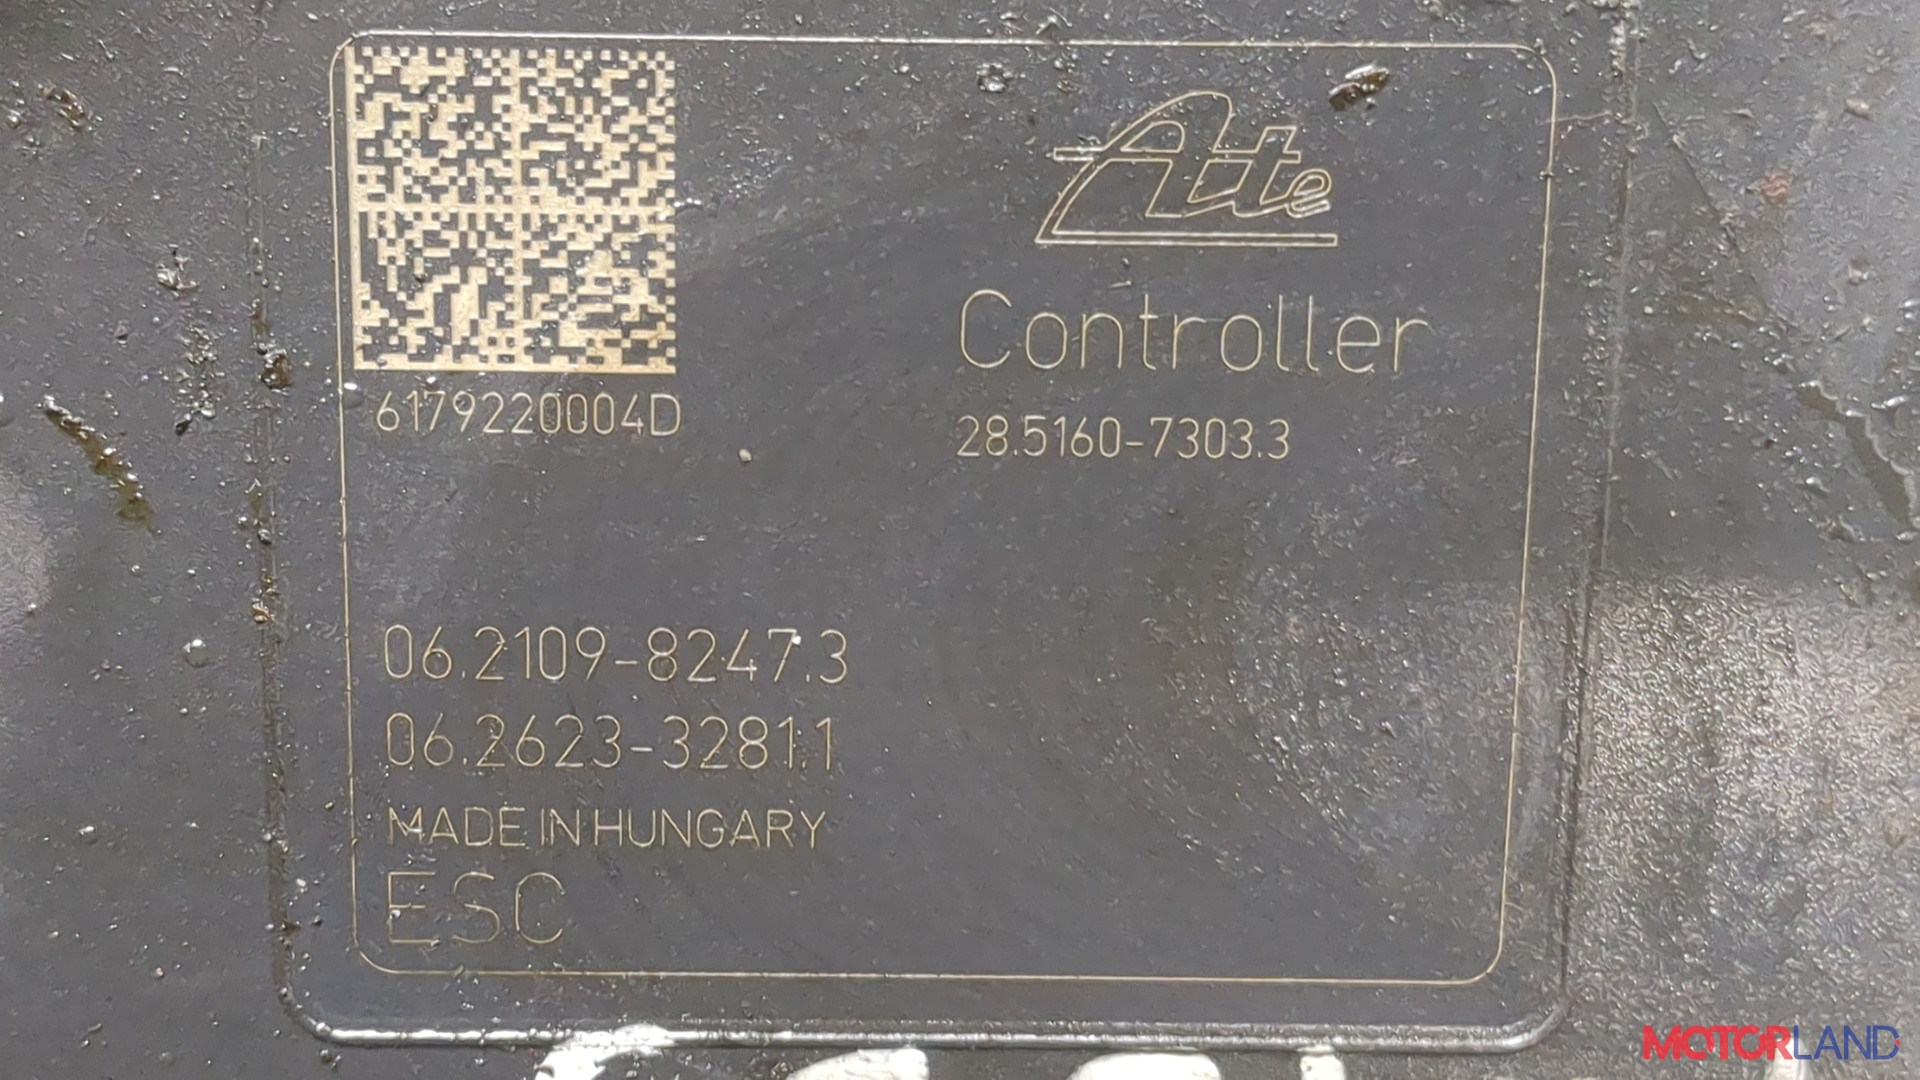 Ate
Controller
6179220004D
28.5160-7303.3
06.2109-8247.3
06.2623-3281.1
MADE IN HUNGARY
ESC
MOTORLAND